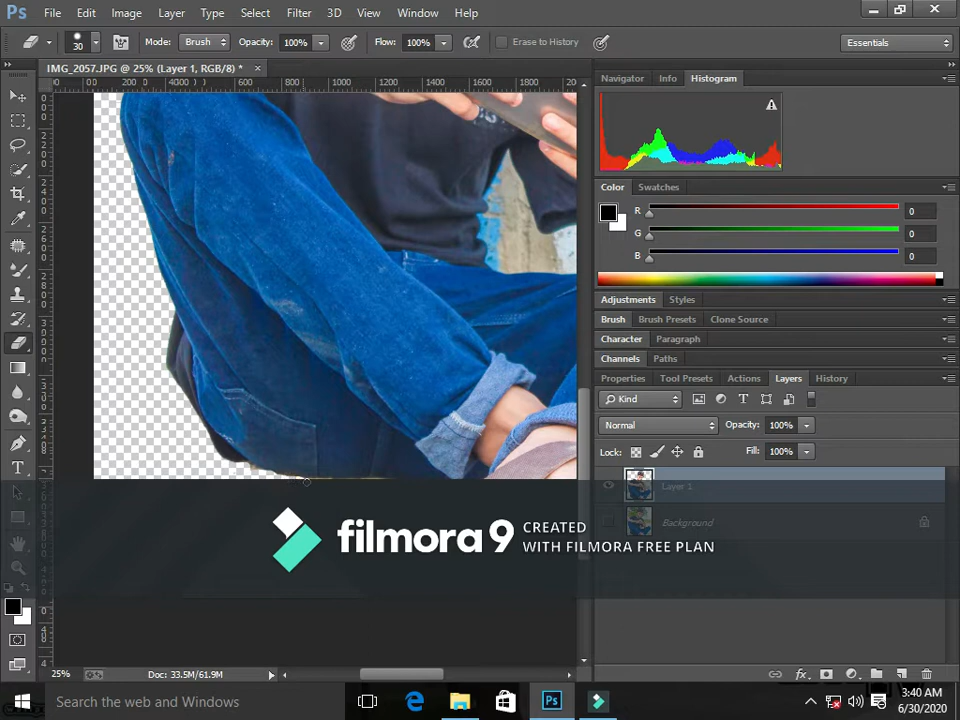 Ps File Edit Image Layer Type Select Filter 3D View Window Help
30 Mode: Brush Opacity: 100% Flow: 100% Erase to History Essentials
IMG_2057.JPG @ 25% (Layer 1, RGB/8) *
Navigator Info Histogram
Color Swatches
R 0
G 0
B 0
Adjustments Styles
Brush Brush Presets Clone Source
Character Paragraph
Channels Paths
Properties Tool Presets Actions Layers History
Kind
Normal Opacity: 100%
Lock: Fill: 100%
Layer 1
Background
filmora9 CREATED
WITH FILMORA FREE PLAN
25% Doc: 33.5M/61.9M
Search the web and Windows
3:40 AM
6/30/2020